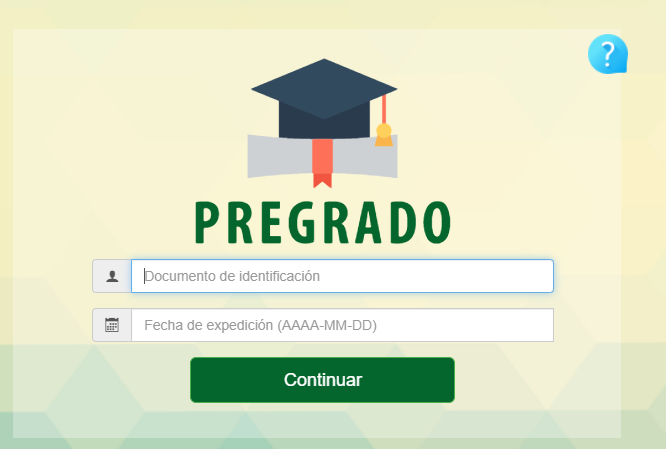 ?
PREGRADO
Documento de identificación
Fecha de expedición (AAAA-MM-DD)
Continuar